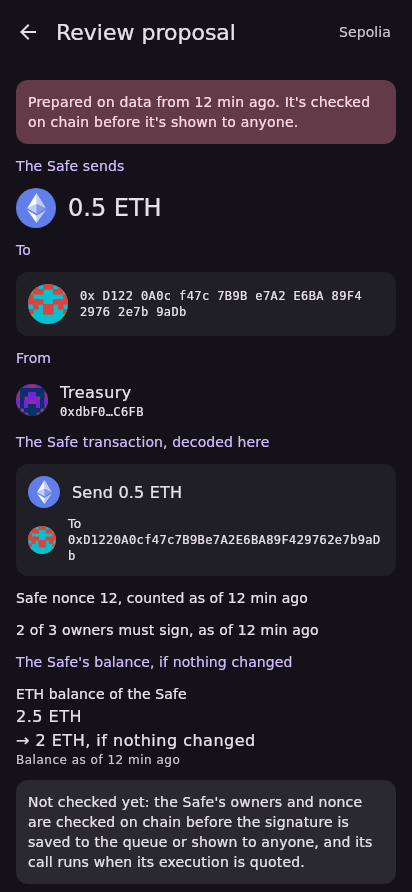 Review proposal
Sepolia
Prepared on data from 12 min ago. It's checked
on chain before it's shown to anyone.
The Safe sends
0.5 ETH
To
0x D122 0A0c f47c 7B9B e7A2 E6BA 89F4
2976 2e7b 9aDb
From
Treasury
0xdbF0…C6FB
The Safe transaction, decoded here
Send 0.5 ETH
To
0xD1220A0cf47c7B9Be7A2E6BA89F429762e7b9aD
b
Safe nonce 12, counted as of 12 min ago
2 of 3 owners must sign, as of 12 min ago
The Safe's balance, if nothing changed
ETH balance of the Safe
2.5 ETH
→ 2 ETH, if nothing changed
Balance as of 12 min ago
Not checked yet: the Safe's owners and nonce
are checked on chain before the signature is
saved to the queue or shown to anyone, and its
call runs when its execution is quoted.